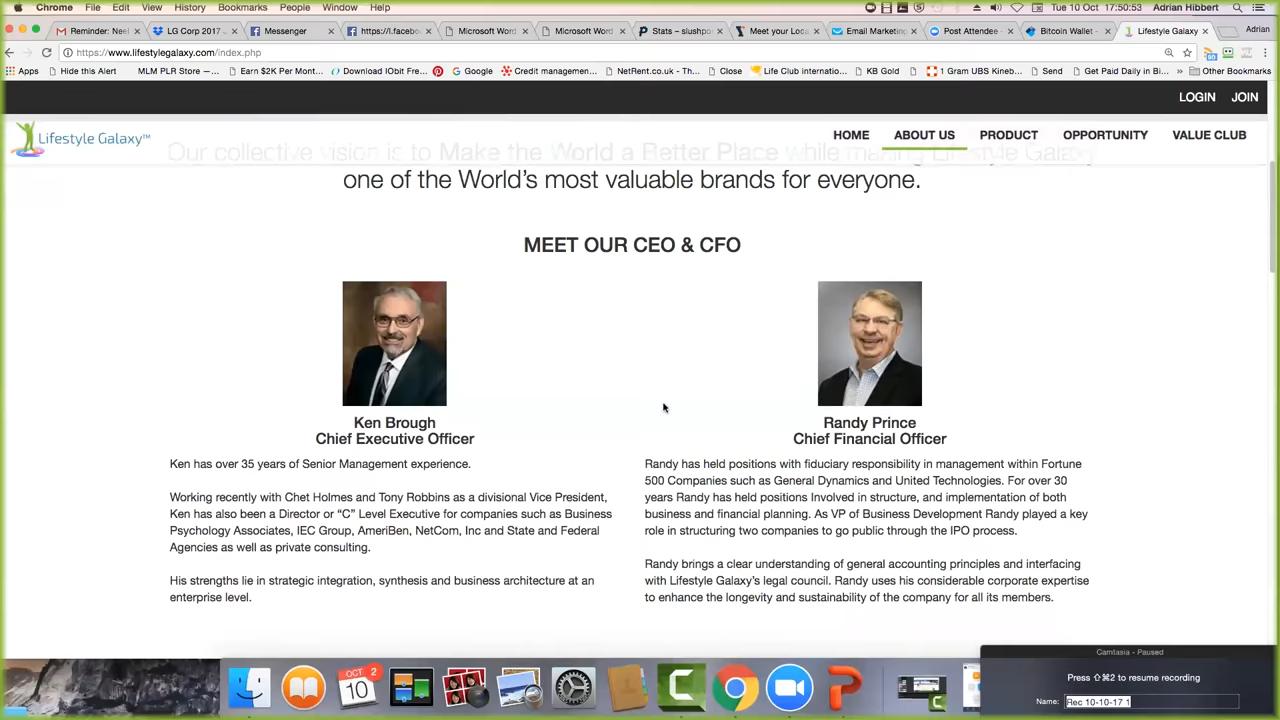 Chrome File Edit View History Bookmarks People Window Help Tue 10 Oct 17:50:53 Adrian Hibbert
Reminder: Nee LG Corp 2017 Messenger https://l.faceboo Microsoft Word Microsoft Word Stats – slushpo Meet your Loca Email Marketing Post Attendee – Bitcoin Wallet - Lifestyle Galaxy Adrian
https://www.lifestylegalaxy.com/index.php
Apps Hide this Alert MLM PLR Store —... Earn $2K Per Mont... Download IObit Fre... Google Credit managemen... NetRent.co.uk - Th... Close Life Club internatio... KB Gold 1 Gram UBS Kineb... Send Get Paid Daily in Bi... » Other Bookmarks
LOGIN JOIN
Lifestyle Galaxy™ HOME ABOUT US PRODUCT OPPORTUNITY VALUE CLUB
Our collective vision is to Make the World a Better Place while making Lifestyle Galaxy
one of the World's most valuable brands for everyone.
MEET OUR CEO & CFO
Ken Brough
Chief Executive Officer
Ken has over 35 years of Senior Management experience.
Working recently with Chet Holmes and Tony Robbins as a divisional Vice President,
Ken has also been a Director or “C” Level Executive for companies such as Business
Psychology Associates, IEC Group, AmeriBen, NetCom, Inc and State and Federal
Agencies as well as private consulting.
His strengths lie in strategic integration, synthesis and business architecture at an
enterprise level.
Randy Prince
Chief Financial Officer
Randy has held positions with fiduciary responsibility in management within Fortune
500 Companies such as General Dynamics and United Technologies. For over 30
years Randy has held positions Involved in structure, and implementation of both
business and financial planning. As VP of Business Development Randy played a key
role in structuring two companies to go public through the IPO process.
Randy brings a clear understanding of general accounting principles and interfacing
with Lifestyle Galaxy's legal council. Randy uses his considerable corporate expertise
to enhance the longevity and sustainability of the company for all its members.
OCT 2
10
Camtasia - Paused
Press ⇧⌘2 to resume recording
Name: Rec 10-10-17 1